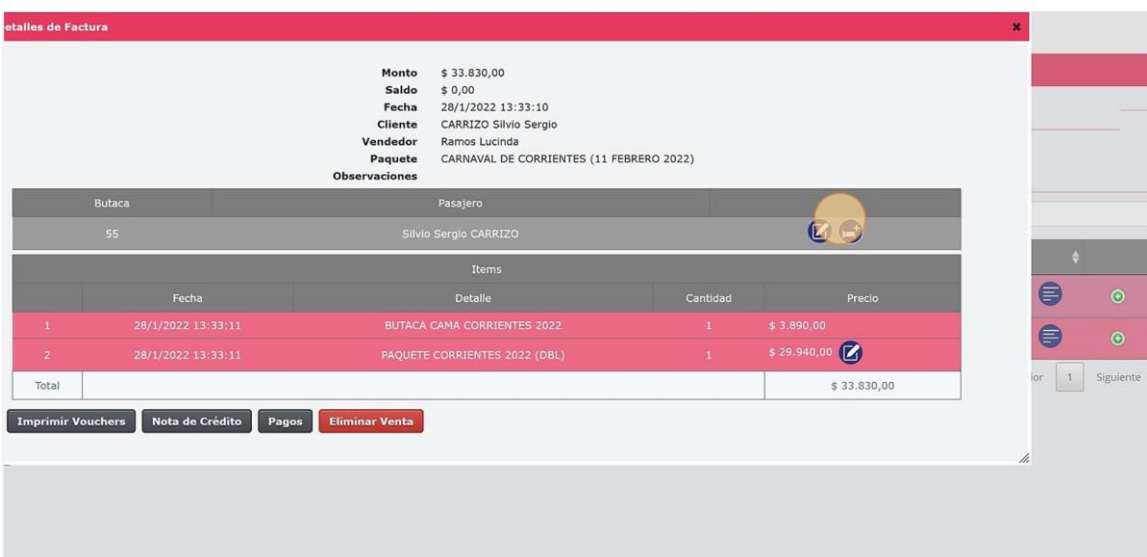 etalles de Factura
Monto $ 33.830,00
Saldo $ 0,00
Fecha 28/1/2022 13:33:10
Cliente CARRIZO Silvio Sergio
Vendedor Ramos Lucinda
Paquete CARNAVAL DE CORRIENTES (11 FEBRERO 2022)
Observaciones
Butaca Pasajero
55 Silvio Sergio CARRIZO
Items
Fecha Detalle Cantidad Precio
1 28/1/2022 13:33:11 BUTACA CAMA CORRIENTES 2022 1 $ 3.890,00
2 28/1/2022 13:33:11 PAQUETE CORRIENTES 2022 (DBL) 1 $ 29.940,00
Total $ 33.830,00
ior 1 Siguiente
Imprimir Vouchers Nota de Crédito Pagos Eliminar Venta